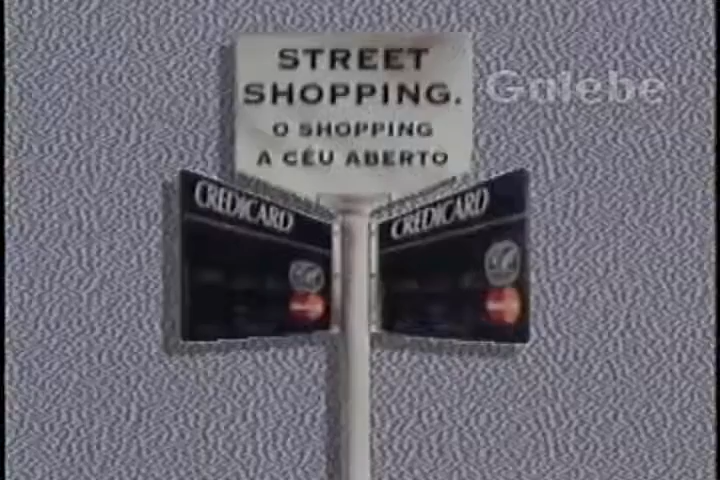 STREET
SHOPPING.
O SHOPPING
A CÉU ABERTO
Galebe
CREDICARD
CREDICARD